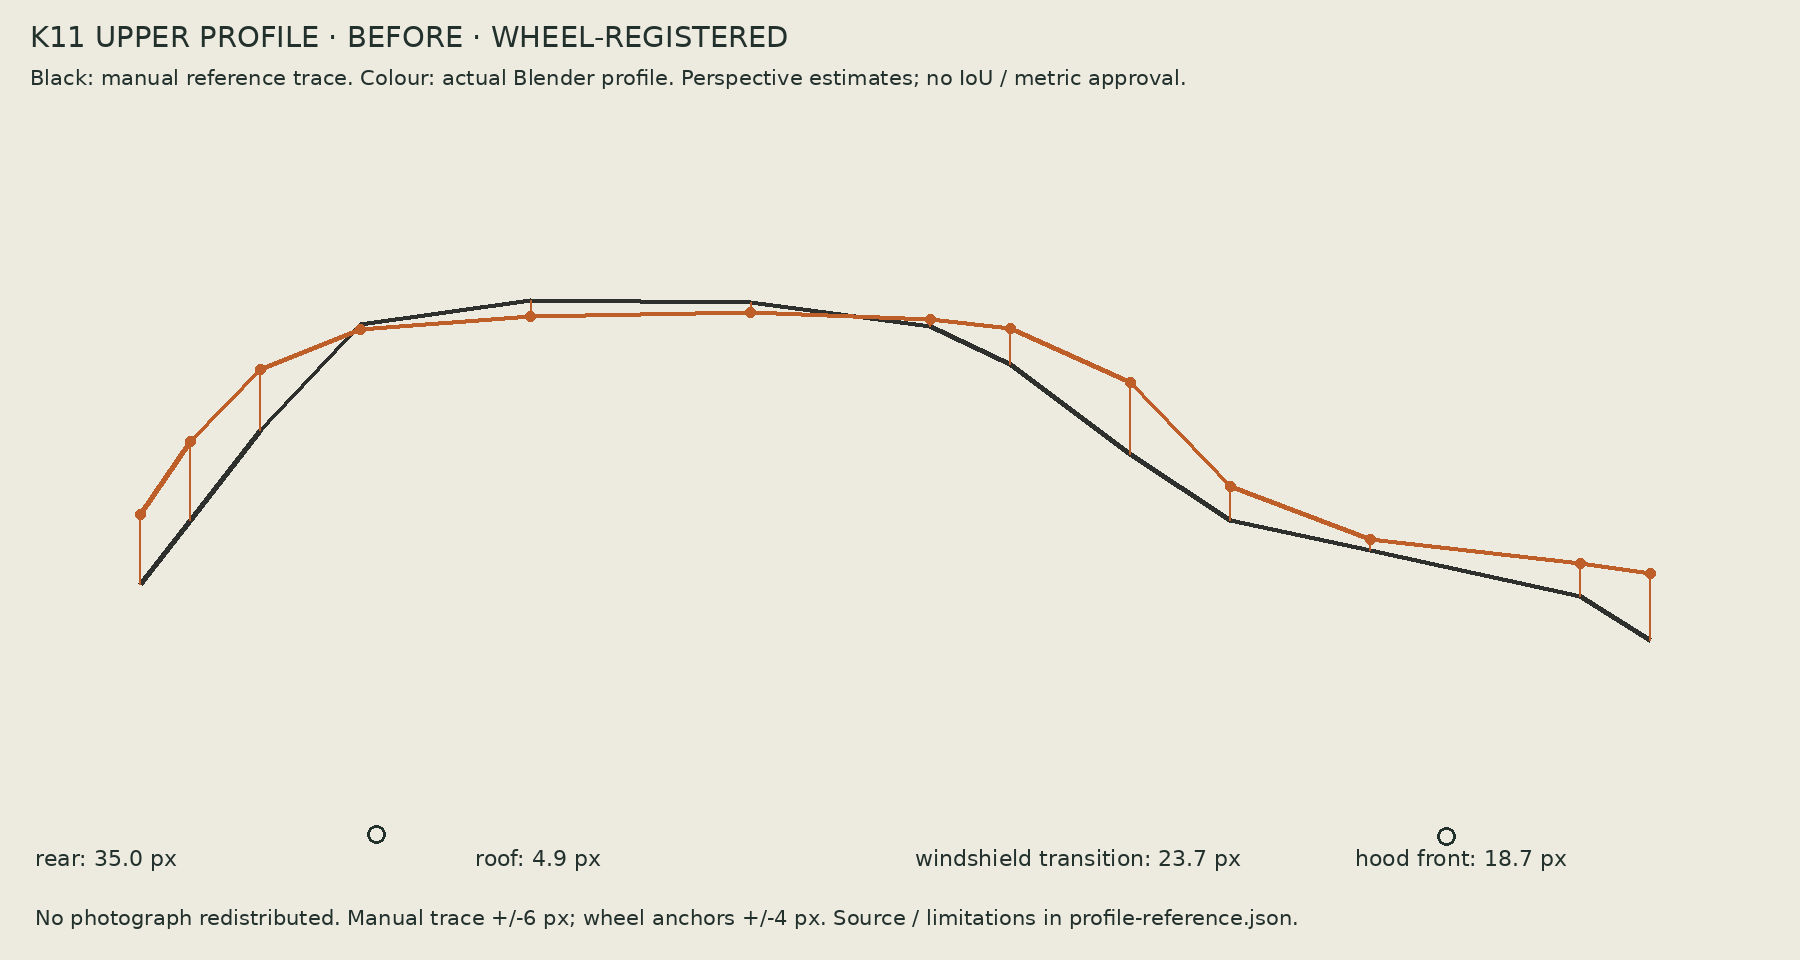 K11 UPPER PROFILE · BEFORE · WHEEL-REGISTERED
Black: manual reference trace. Colour: actual Blender profile. Perspective estimates; no IoU / metric approval.
rear: 35.0 px
roof: 4.9 px
windshield transition: 23.7 px
hood front: 18.7 px
No photograph redistributed. Manual trace +/-6 px; wheel anchors +/-4 px. Source / limitations in profile-reference.json.